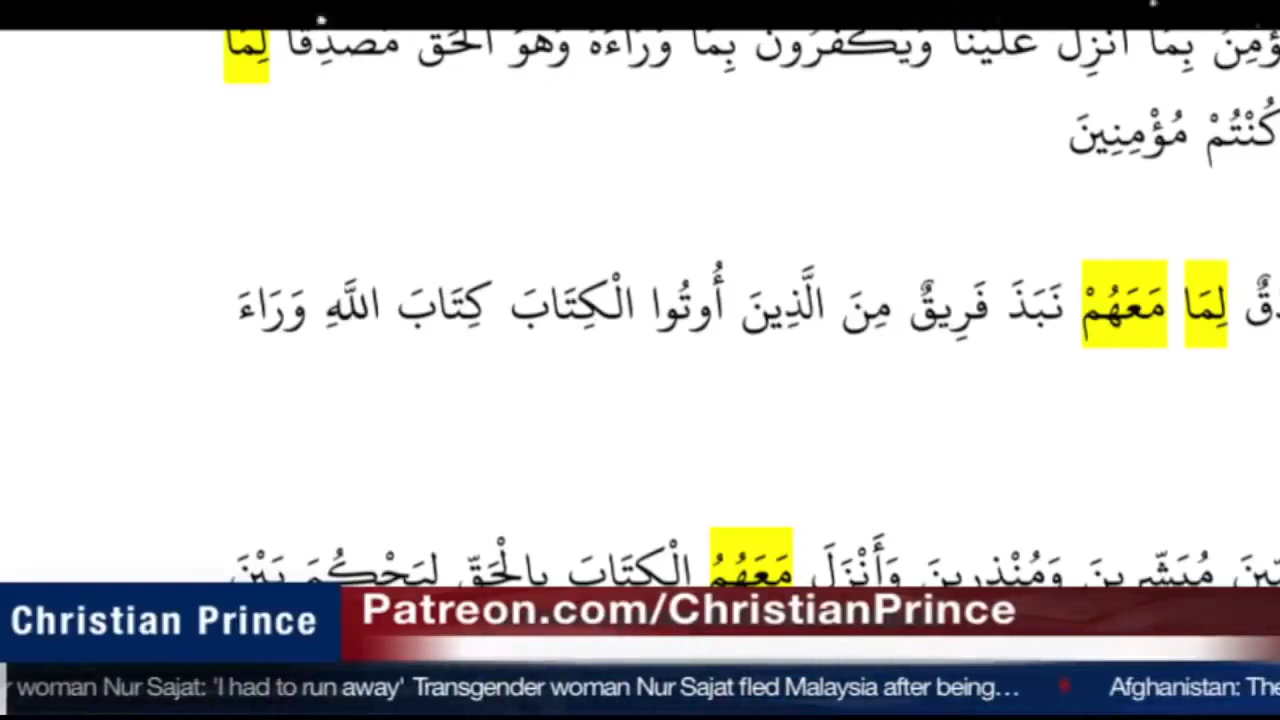 ؤْمِنُ بِمَا أُنْزِلَ عَلَيْنَا وَيَكْفُرُونَ بِمَا وَرَاءَهُ وَهُوَ الْحَقُّ مُصَدِّقًا لِمَا
كُنْتُمْ مُؤْمِنِينَ
دِّقٌ لِمَا مَعَهُمْ نَبَذَ فَرِيقٌ مِنَ الَّذِينَ أُوتُوا الْكِتَابَ كِتَابَ اللَّهِ وَرَاءَ
مُبَشِّرِينَ وَمُنْذِرِينَ وَأَنْزَلَ مَعَهُمُ الْكِتَابَ بِالْحَقِّ لِيَحْكُمَ بَيْنَ
Christian Prince
Patreon.com/ChristianPrince
woman Nur Sajat: 'I had to run away' Transgender woman Nur Sajat fled Malaysia after being… Afghanistan: The